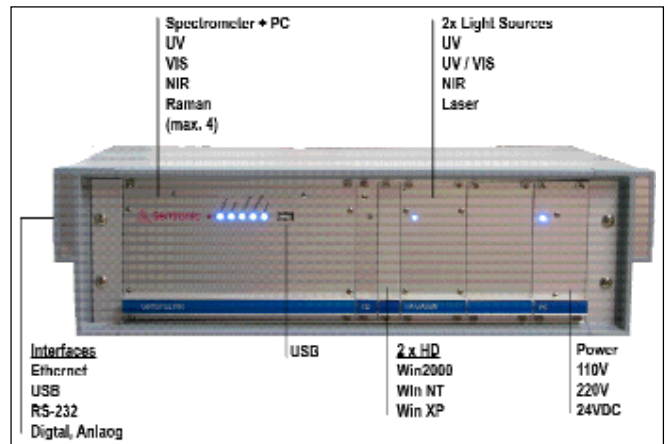 Spectrometer + PC
UV
VIS
NIR
Raman
(max. 4)
2x Light Sources
UV
UV / VIS
NIR
Laser
sentronic
Interfaces
Ethernet
USB
RS-232
Digtal, Anlaog
USB
2 x HD
Win2000
Win NT
Win XP
Power
110V
220V
24VDC